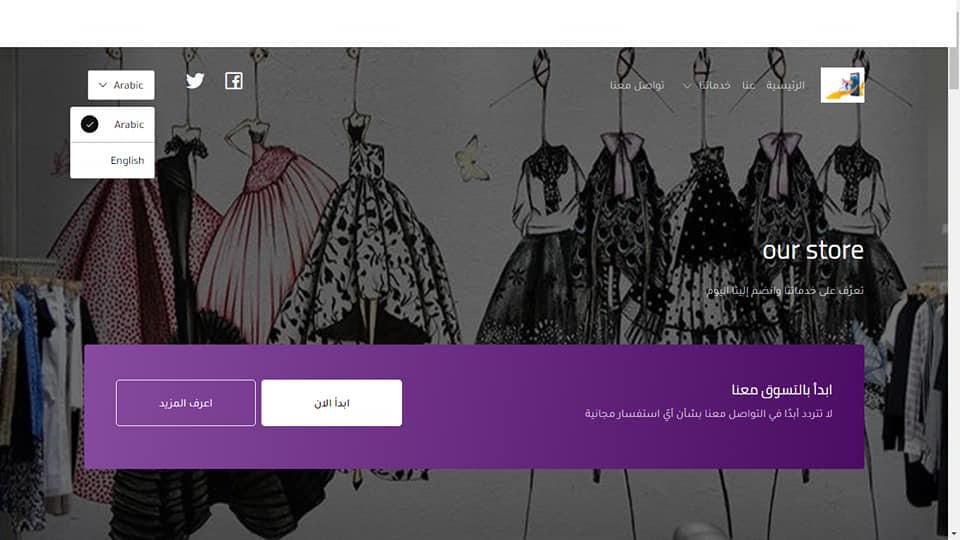 الرئيسية
عنا
خدماتنا
تواصل معنا
Arabic
Arabic
English
our store
تعرّف على خدماتنا وانضم إلينا اليوم.
ابدأ بالتسوق معنا
لا تتردد أبدًا في التواصل معنا بشأن أيّ استفسار مجانية
ابدأ الان
اعرف المزيد